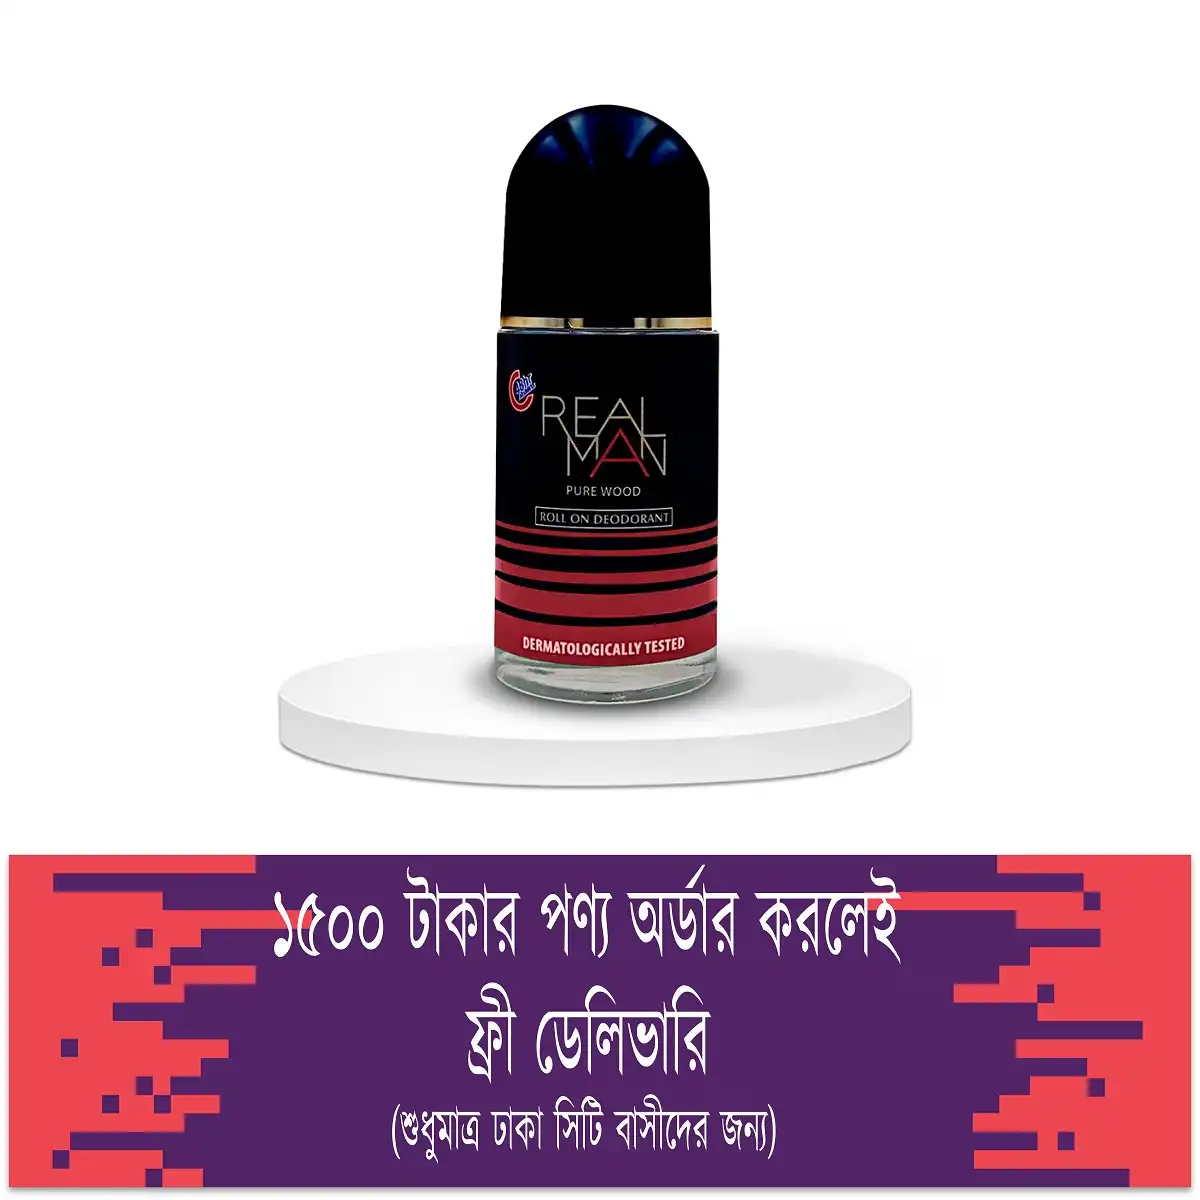 REAL
MAN
PURE WOOD
ROLL ON DEODORANT
DERMATOLOGICALLY TESTED
১৫০০ টাকার পণ্য অর্ডার করলেই
ফ্রী ডেলিভারি
(শুধুমাত্র ঢাকা সিটি বাসীদের জন্য)